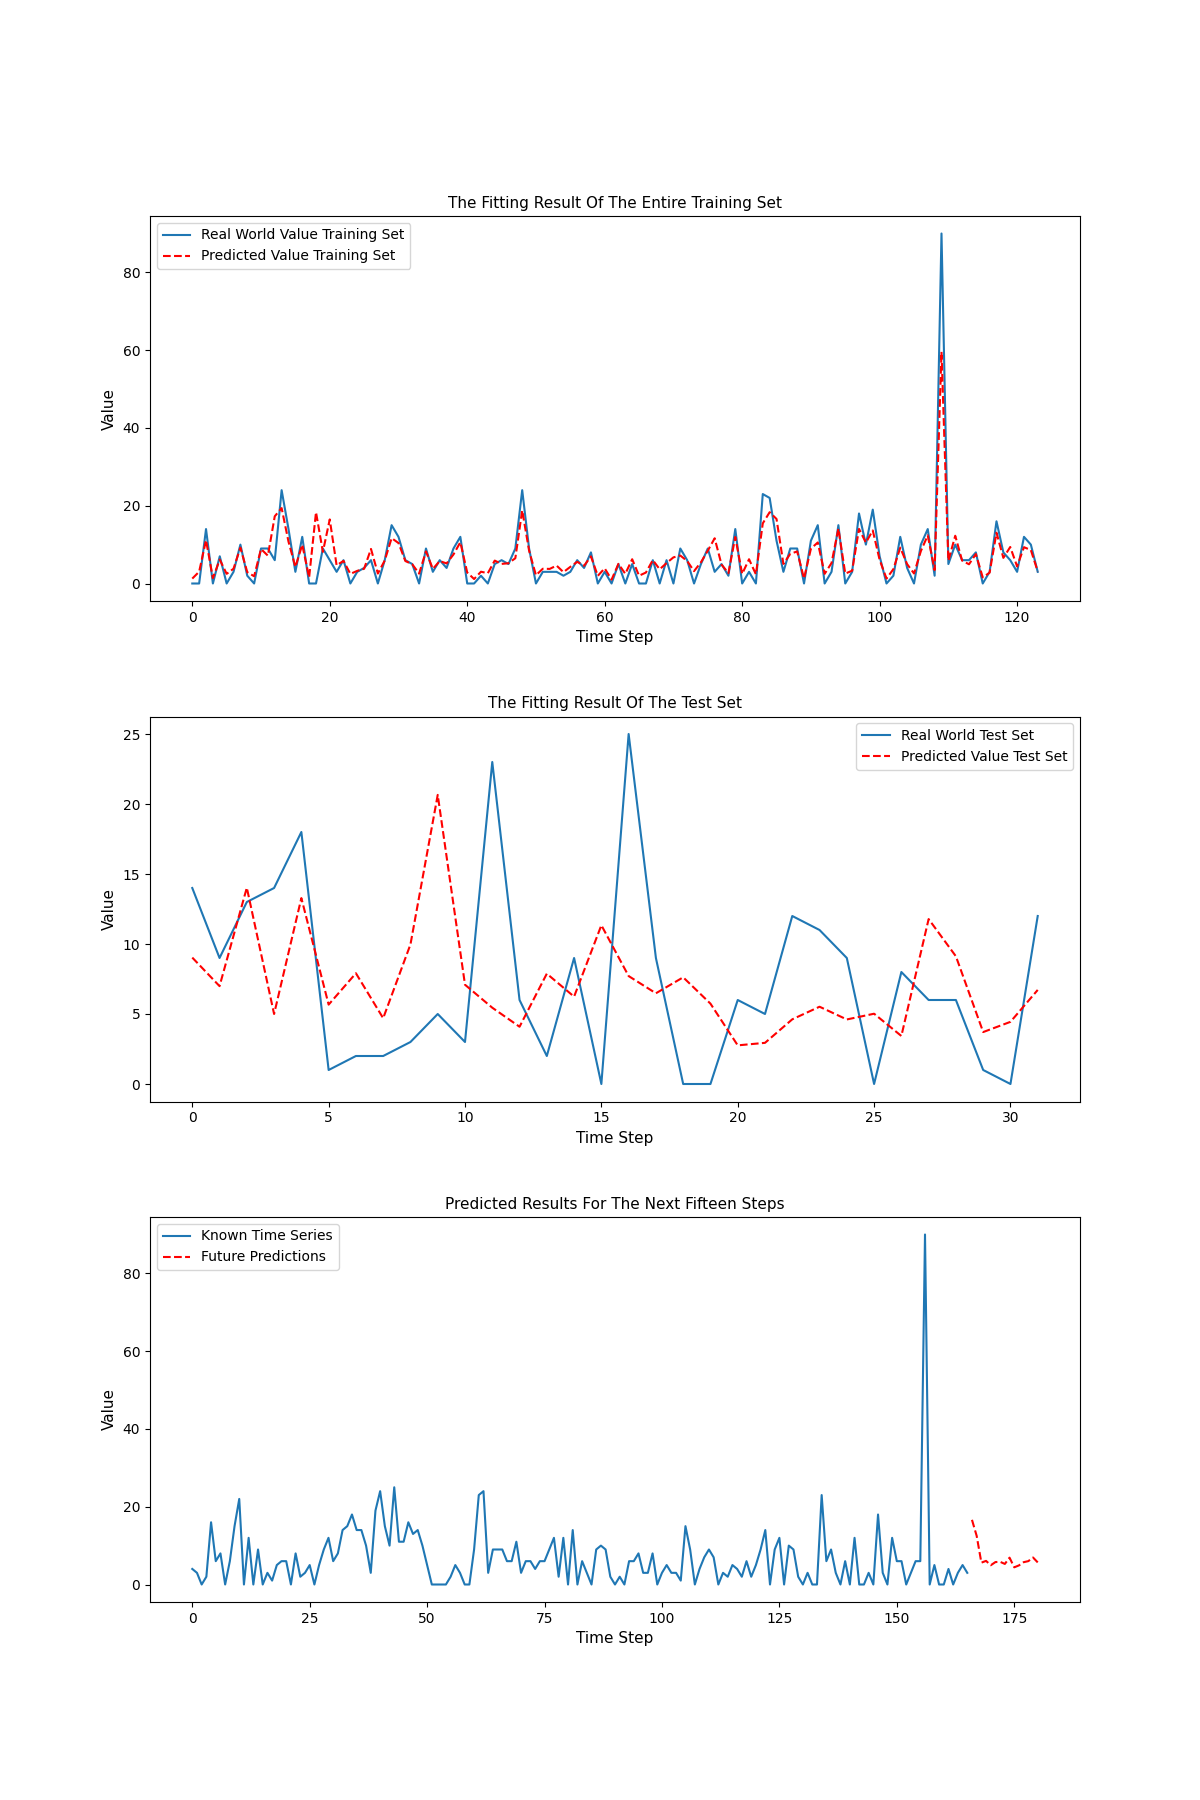 The Fitting Result Of The Entire Training Set
Real World Value Training Set
Predicted Value Training Set
80
60
40
20
0
Value
0 20 40 60 80 100 120
Time Step
The Fitting Result Of The Test Set
Real World Test Set
Predicted Value Test Set
25
20
15
10
5
0
Value
0 5 10 15 20 25 30
Time Step
Predicted Results For The Next Fifteen Steps
Known Time Series
Future Predictions
80
60
40
20
0
Value
0 25 50 75 100 125 150 175
Time Step